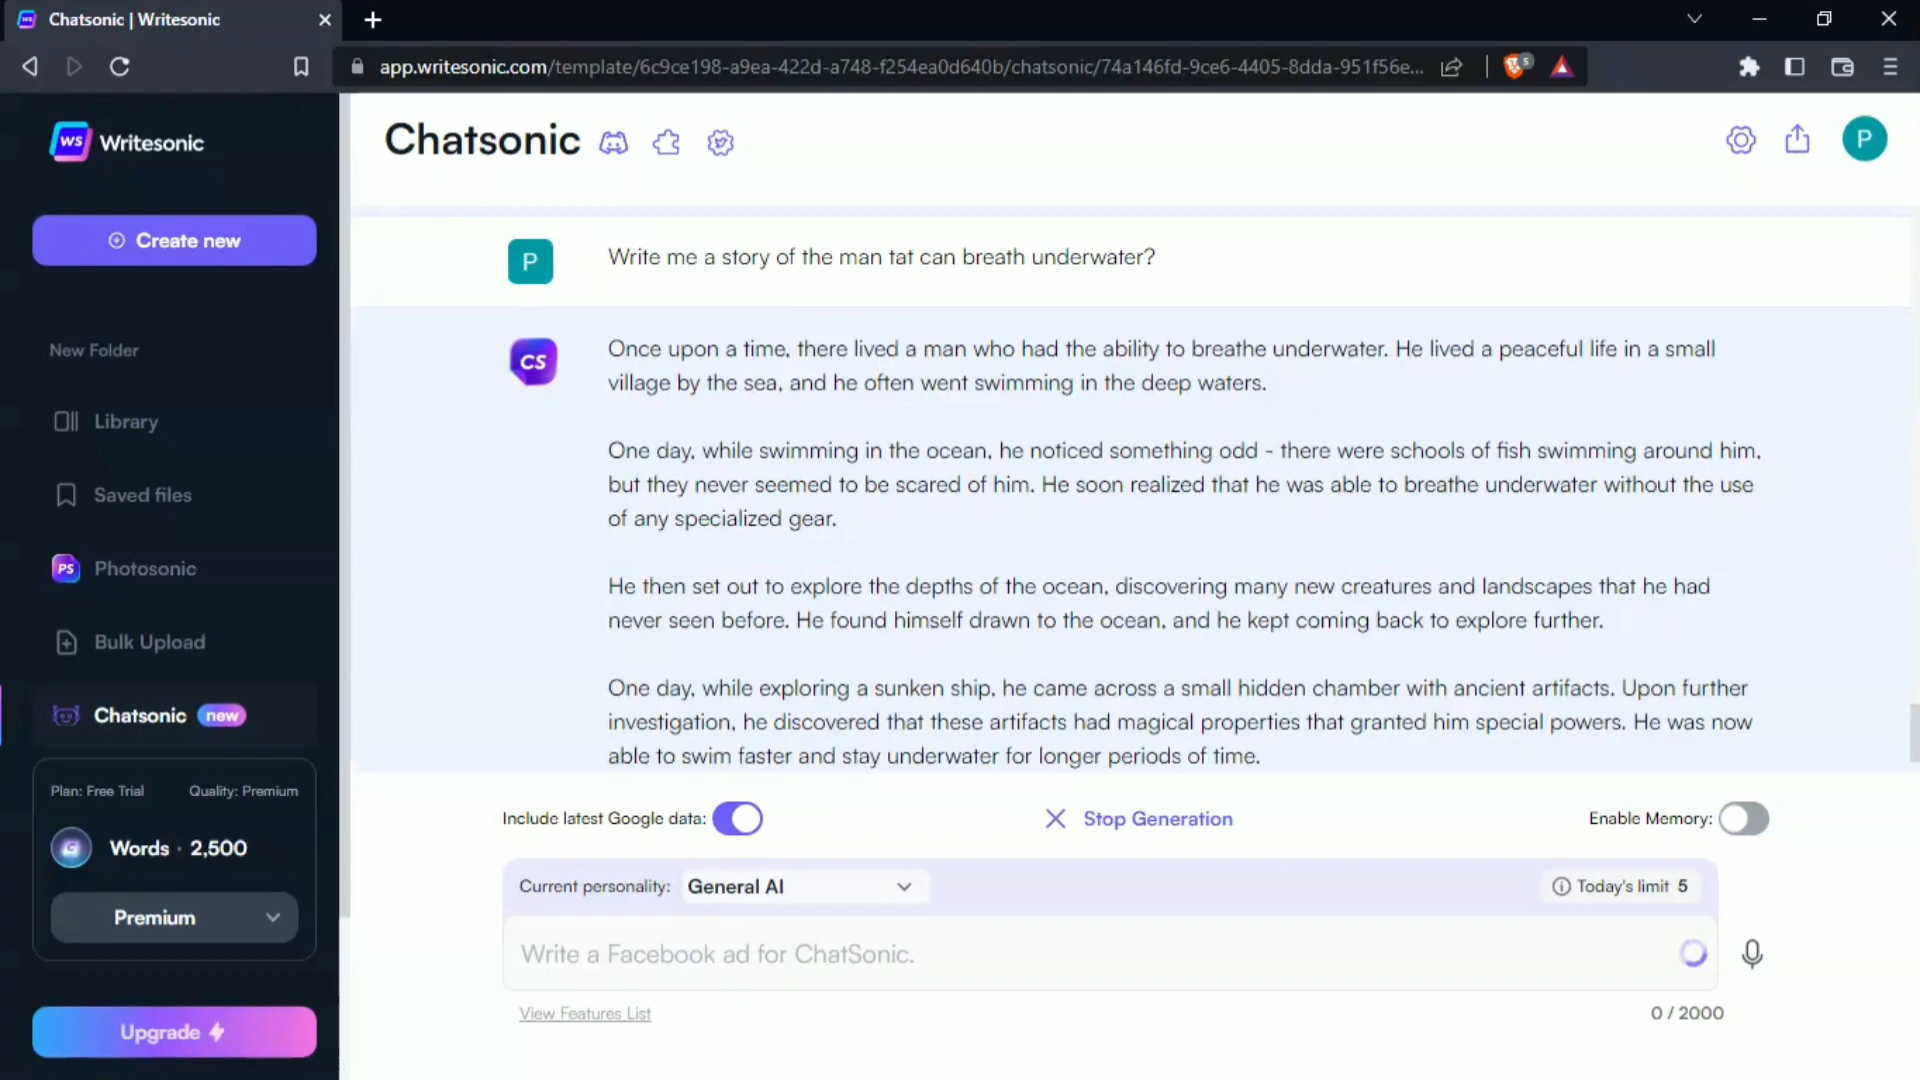 Chatsonic | Writesonic
app.writesonic.com/template/6c9ce198-a9ea-422d-a748-f254ea0d640b/chatsonic/74a146fd-9ce6-4405-8dda-951f56e...
5
WS Writesonic
Create new
New Folder
Library
Saved files
PS Photosonic
Bulk Upload
Chatsonic new
Plan: Free Trial Quality: Premium
G Words · 2,500
Premium
Upgrade
Chatsonic
P
P Write me a story of the man tat can breath underwater?
CS Once upon a time, there lived a man who had the ability to breathe underwater. He lived a peaceful life in a small
village by the sea, and he often went swimming in the deep waters.
One day, while swimming in the ocean, he noticed something odd - there were schools of fish swimming around him,
but they never seemed to be scared of him. He soon realized that he was able to breathe underwater without the use
of any specialized gear.
He then set out to explore the depths of the ocean, discovering many new creatures and landscapes that he had
never seen before. He found himself drawn to the ocean, and he kept coming back to explore further.
One day, while exploring a sunken ship, he came across a small hidden chamber with ancient artifacts. Upon further
investigation, he discovered that these artifacts had magical properties that granted him special powers. He was now
able to swim faster and stay underwater for longer periods of time.
Include latest Google data: Stop Generation Enable Memory:
Current personality: General AI Today's limit 5
Write a Facebook ad for ChatSonic.
View Features List 0 / 2000